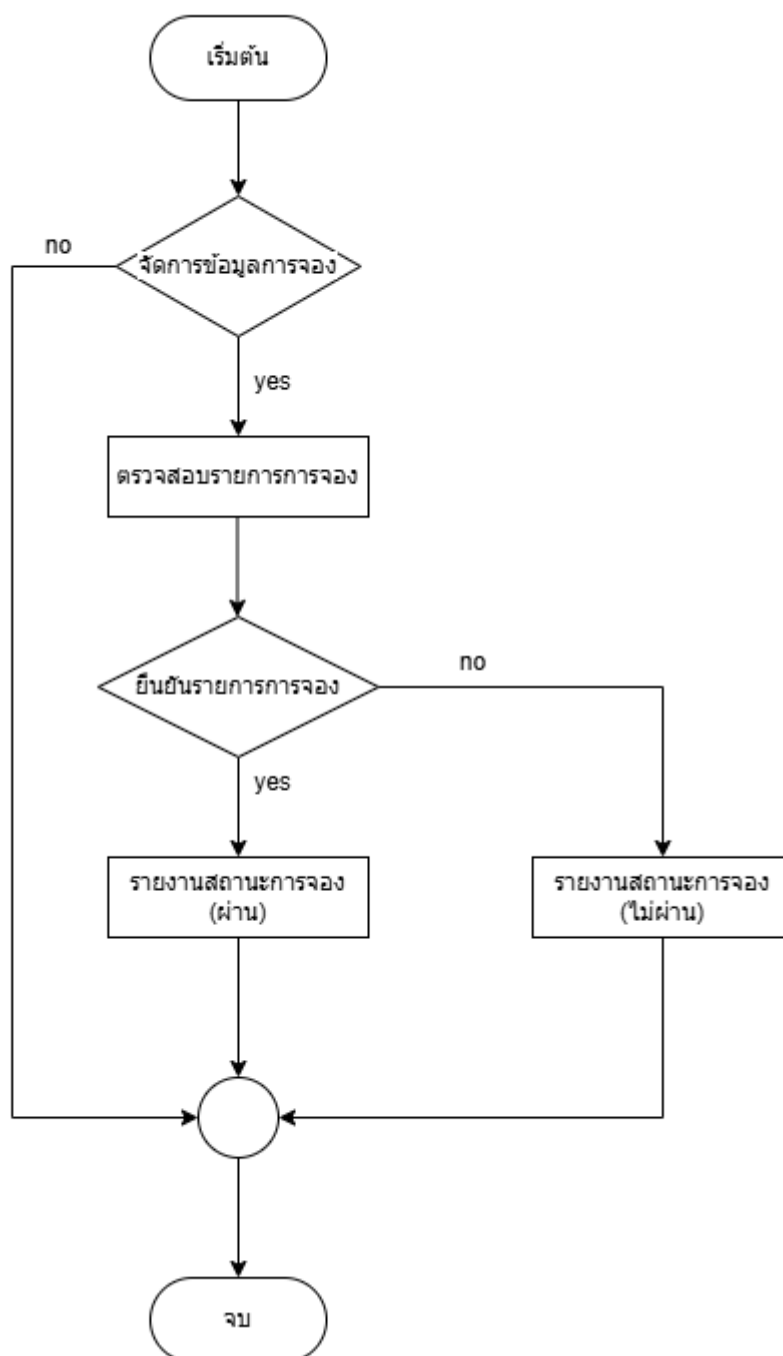 เริ่มต้น
no
จัดการข้อมูลการจอง
yes
ตรวจสอบรายการการจอง
no
ยืนยันรายการการจอง
yes
รายงานสถานะการจอง
(ผ่าน)
รายงานสถานะการจอง
(ไม่ผ่าน)
จบ